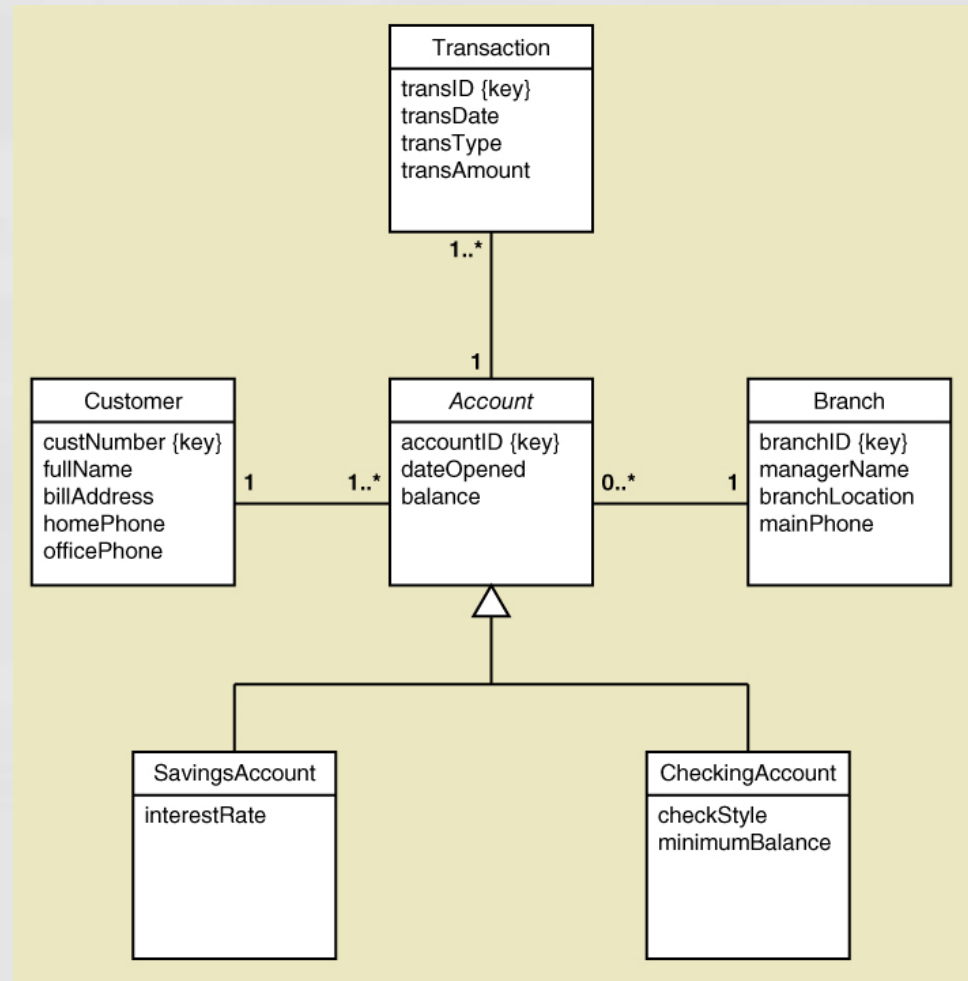 Transaction
transID {key}
transDate
transType
transAmount
1..*
1
Customer
custNumber {key}
fullName
billAddress
homePhone
officePhone
1
1..*
Account
accountID {key}
dateOpened
balance
0..*
1
Branch
branchID {key}
managerName
branchLocation
mainPhone
SavingsAccount
interestRate
CheckingAccount
checkStyle
minimumBalance